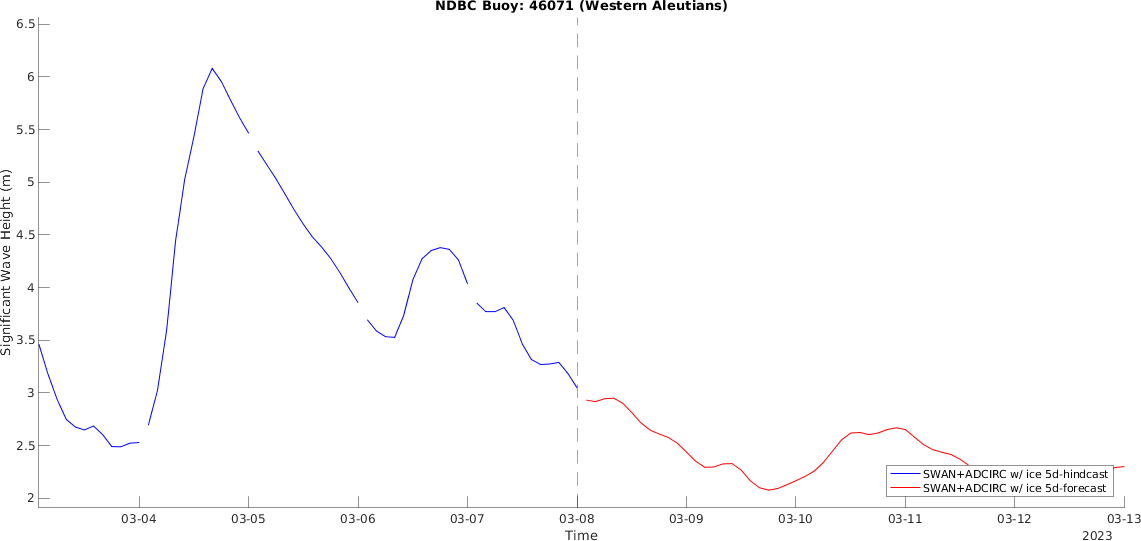 NDBC Buoy: 46071 (Western Aleutians)
6.5
6
5.5
5
4.5
4
3.5
3
2.5
2
Significant Wave Height (m)
SWAN+ADCIRC w/ ice 5d-hindcast
SWAN+ADCIRC w/ ice 5d-forecast
03-04 03-05 03-06 03-07 03-08 03-09 03-10 03-11 03-12 03-13
Time
2023